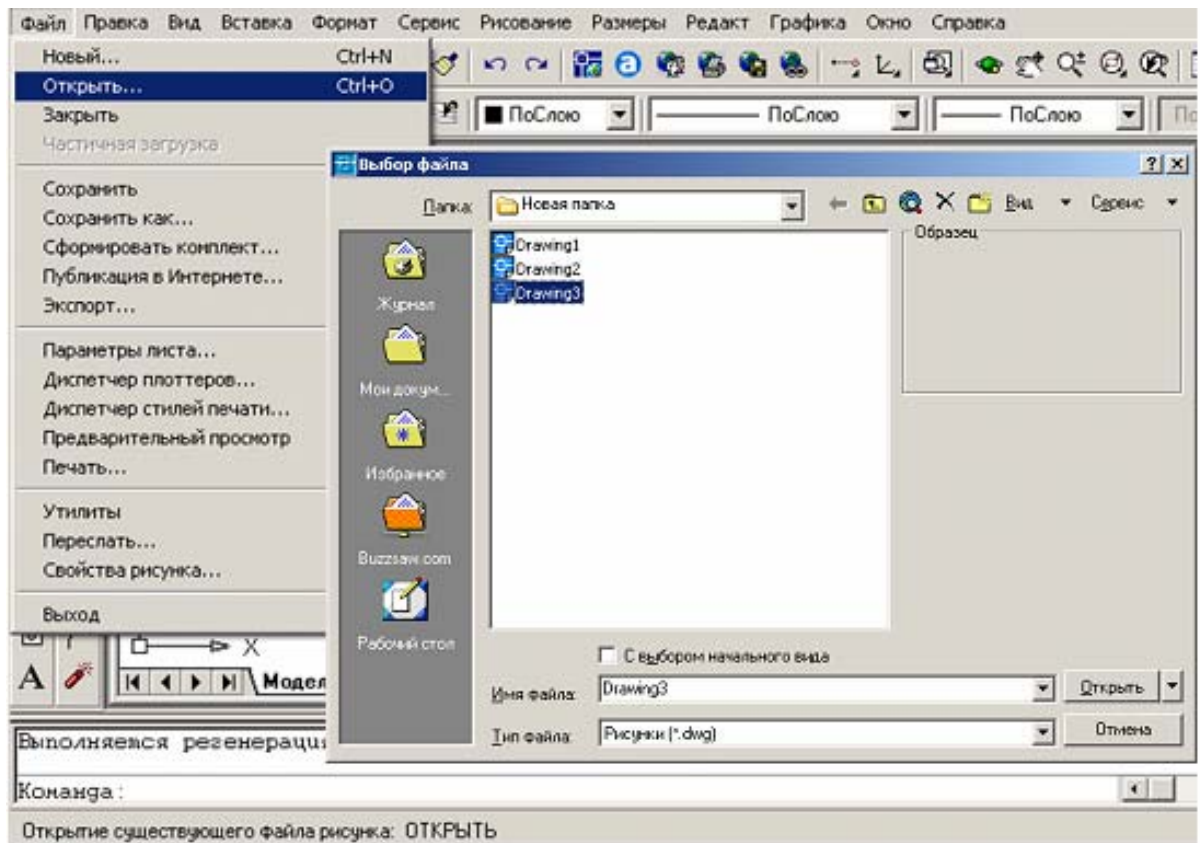 Файл Правка Вид Вставка Формат Сервис Рисование Размеры Редакт Графика Окно Справка
Новый... Ctrl+N
Открыть... Ctrl+O
Закрыть
Частичная загрузка
Сохранить
Сохранить как...
Сформировать комплект...
Публикация в Интернете...
Экспорт...
Параметры листа...
Диспетчер плоттеров...
Диспетчер стилей печати...
Предварительный просмотр
Печать...
Утилиты
Переслать...
Свойства рисунка...
Выход
ПоСлою ПоСлою ПоСлою По
Выбор файла
Папка: Новая папка Вид Сервис
Журнал
Мои докум...
Избранное
Buzzsaw.com
Рабочий стол
Drawing1
Drawing2
Drawing3
Образец
С выбором начального вида
Имя файла: Drawing3 Открыть
Тип файла: Рисунки (*.dwg) Отмена
X
A Модел
Выполняется регенерация
Команда:
Открытие существующего файла рисунка: ОТКРЫТЬ